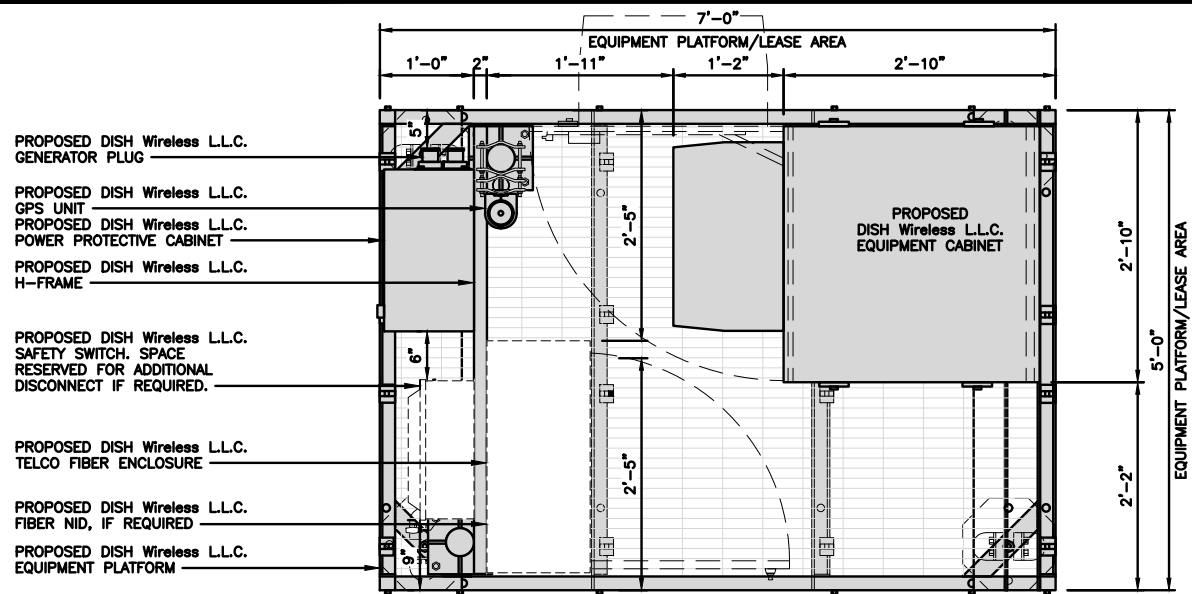 7'-0"
EQUIPMENT PLATFORM/LEASE AREA
1'-0" 2" 1'-11" 1'-2" 2'-10"
5"
PROPOSED DISH Wireless L.L.C.
GENERATOR PLUG
PROPOSED DISH Wireless L.L.C.
GPS UNIT
PROPOSED DISH Wireless L.L.C.
POWER PROTECTIVE CABINET
PROPOSED DISH Wireless L.L.C.
H-FRAME
PROPOSED DISH Wireless L.L.C.
SAFETY SWITCH. SPACE
RESERVED FOR ADDITIONAL
DISCONNECT IF REQUIRED.
PROPOSED DISH Wireless L.L.C.
TELCO FIBER ENCLOSURE
PROPOSED DISH Wireless L.L.C.
FIBER NID, IF REQUIRED
PROPOSED DISH Wireless L.L.C.
EQUIPMENT PLATFORM
6"
9"
2'-5"
2'-5"
PROPOSED
DISH Wireless L.L.C.
EQUIPMENT CABINET
2'-10"
2'-2"
5'-0"
EQUIPMENT PLATFORM/LEASE AREA